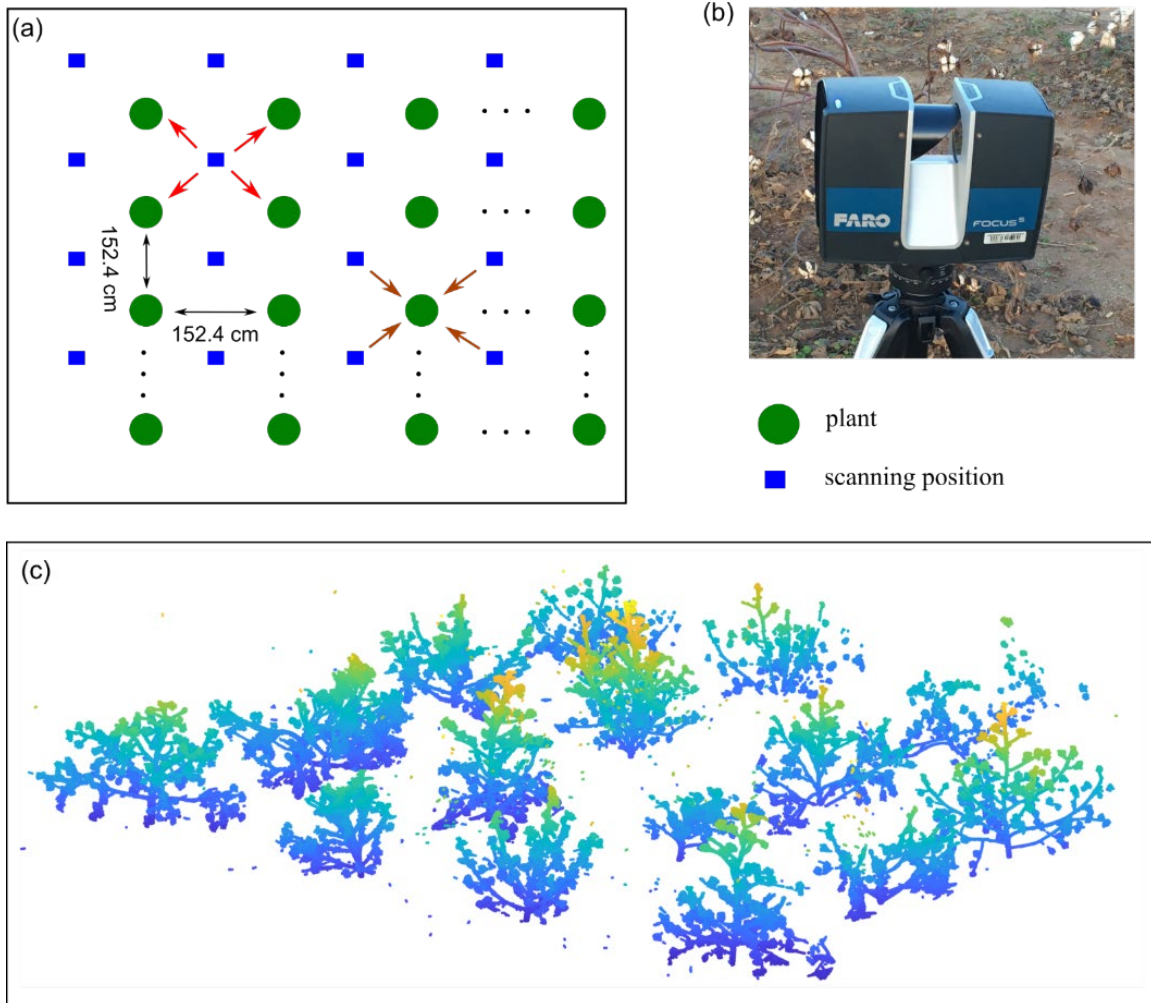 (a)
152.4 cm
152.4 cm
(b)
FARO
FOCUS S
plant
scanning position
(c)